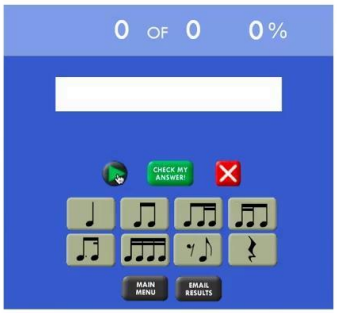 0 OF 0 0%
CHECK MY
ANSWER!
MAIN
MENU
EMAIL
RESULTS